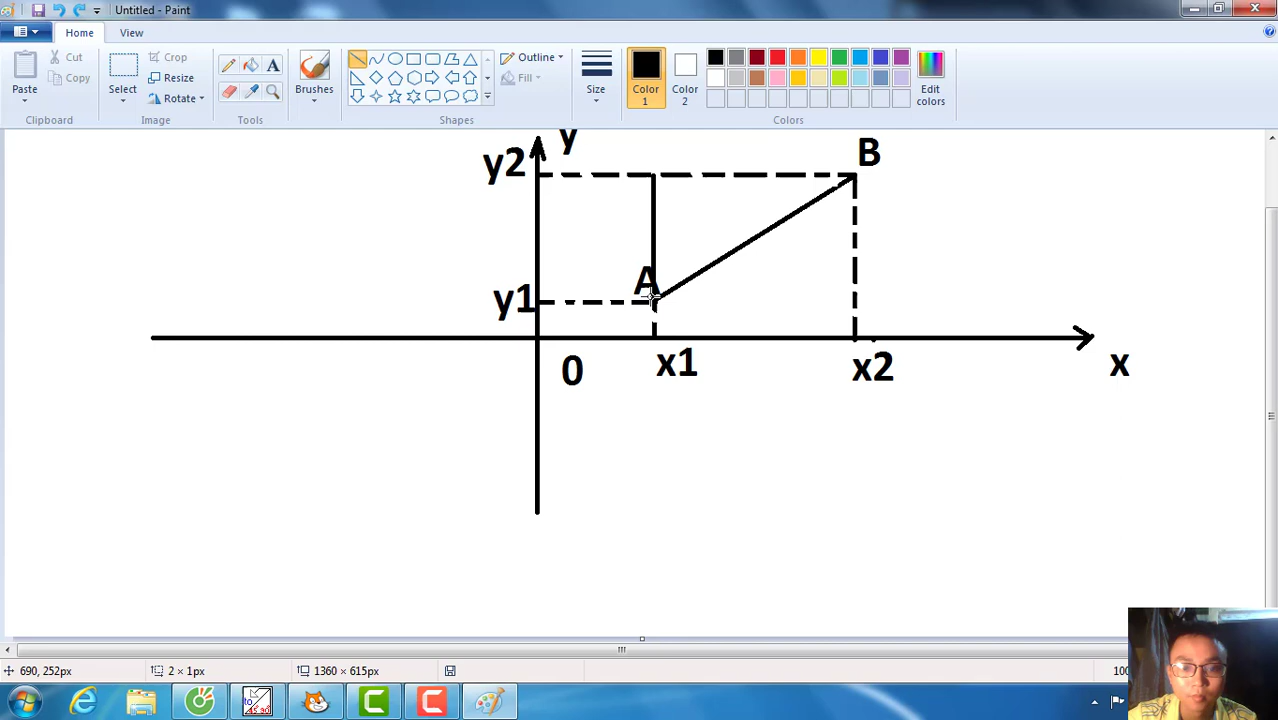 Untitled - Paint
Home View
Paste
Cut
Copy
Clipboard
Select
Crop
Resize
Rotate
Image
A
Tools
Brushes
Outline
Fill
Shapes
Size
Color 1
Color 2
Edit colors
Colors
y
y2
B
A
y1
0
x1
x2
x
690, 252px
2 × 1px
1360 × 615px
100